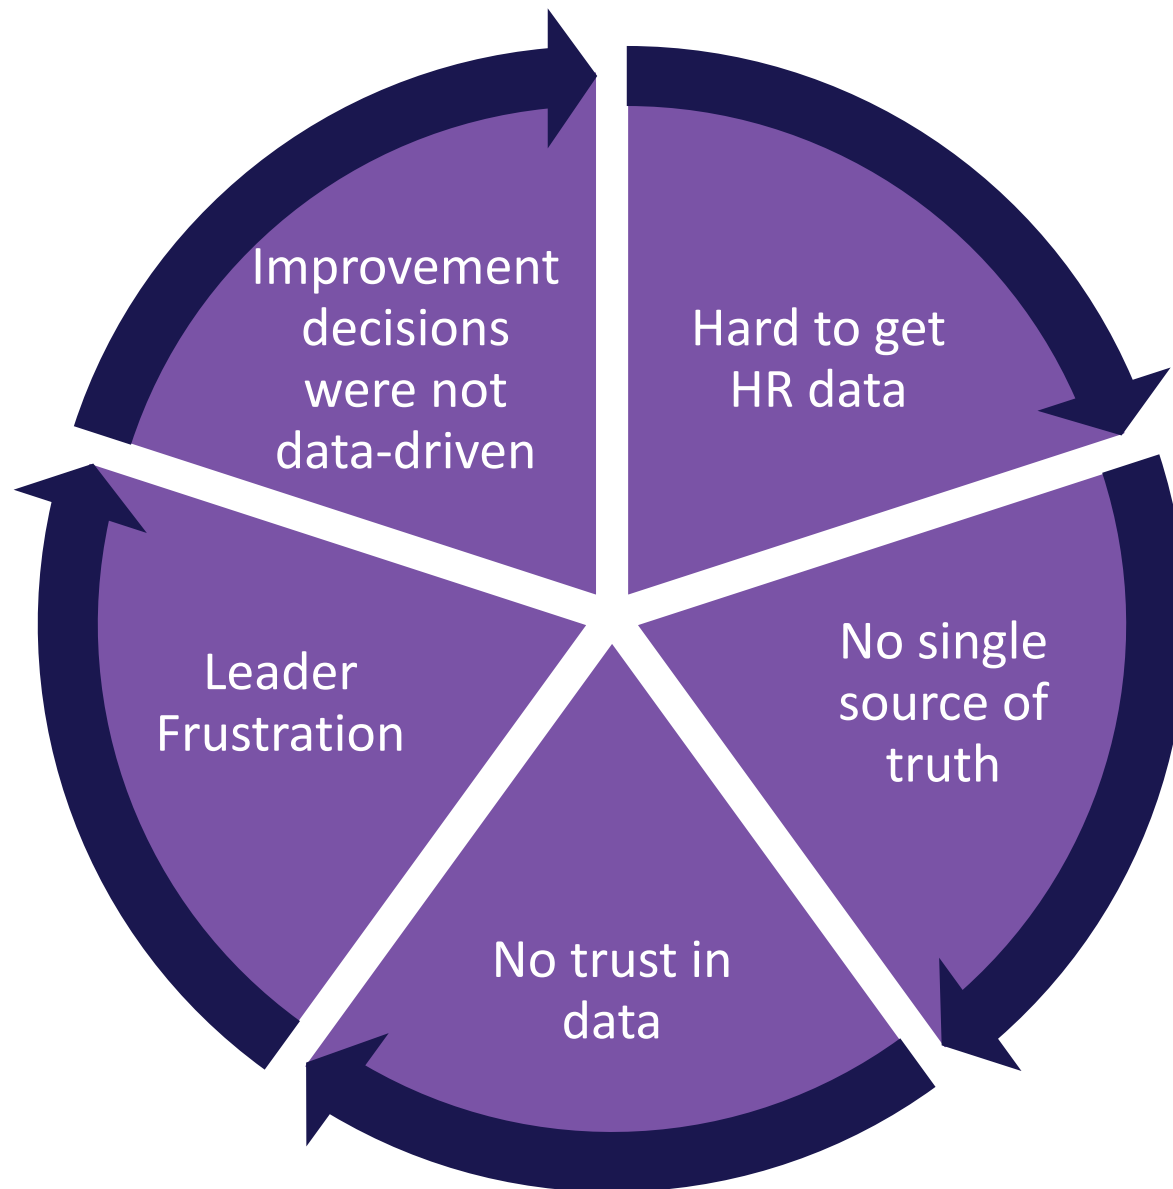 Improvement
decisions
were not
data-driven
Hard to get
HR data
No single
source of
truth
No trust in
data
Leader
Frustration